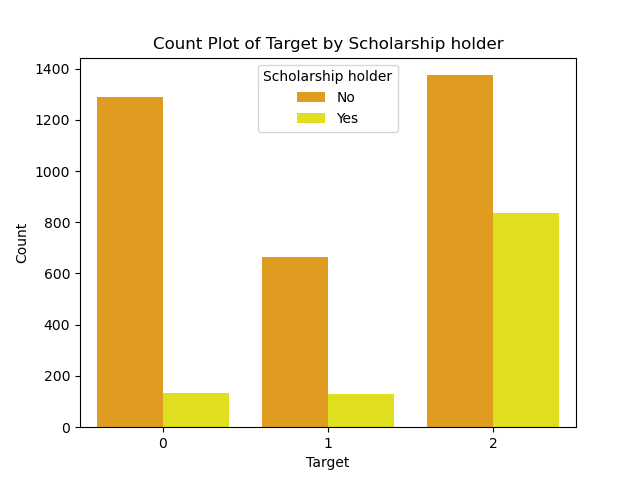 Count Plot of Target by Scholarship holder
Scholarship holder
No
Yes
1400
1200
1000
800
600
400
200
0
Count
0 1 2
Target